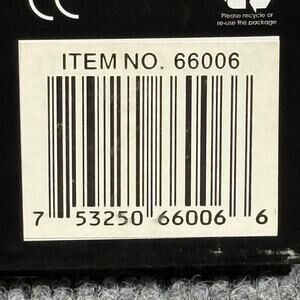 Please recycle or
re-use this package
ITEM NO. 66006
7 53250 66006 6